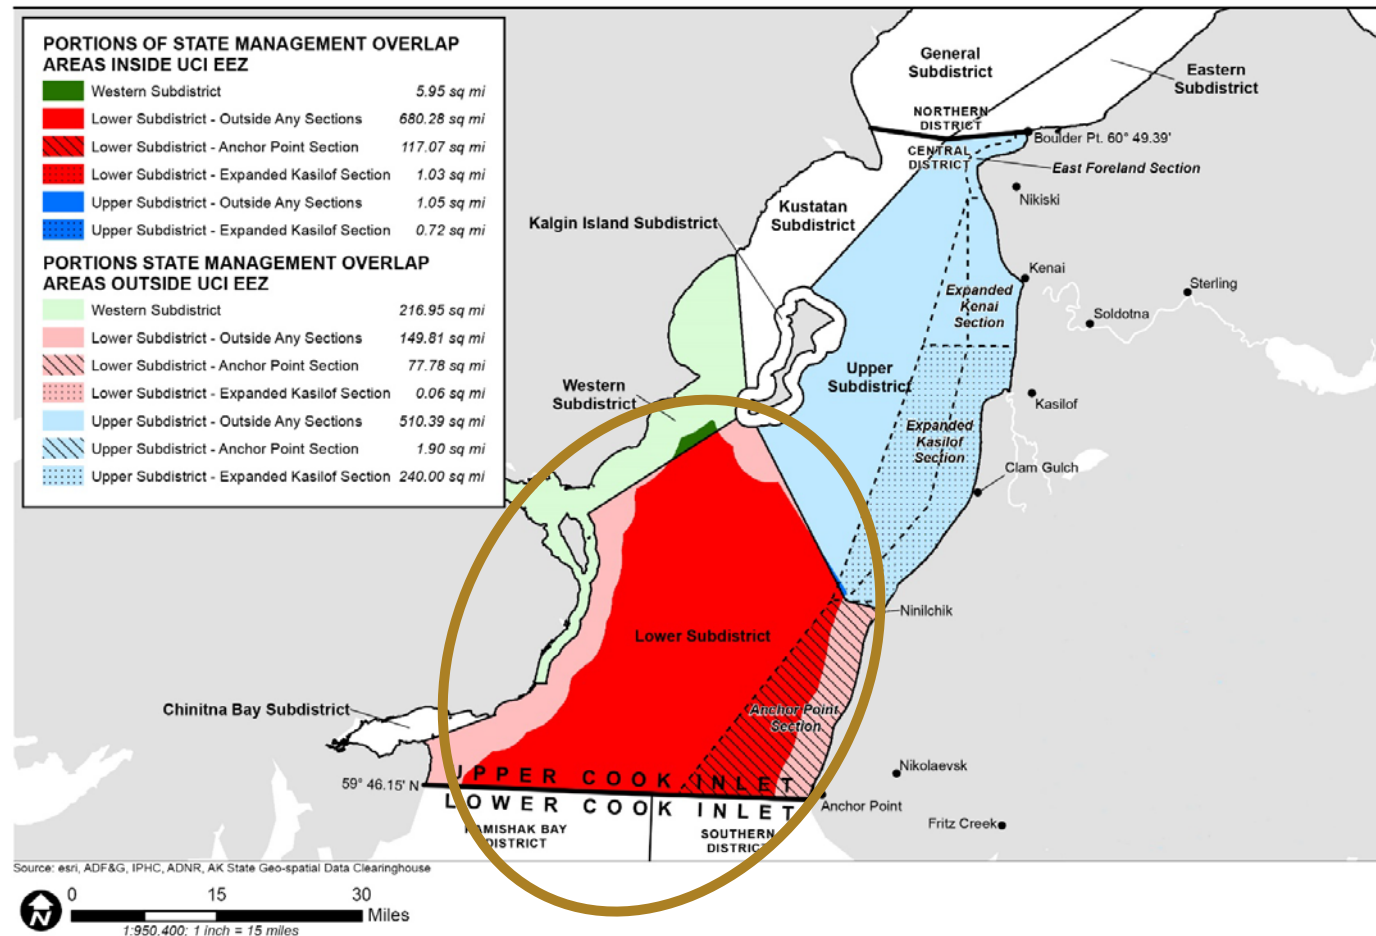 PORTIONS OF STATE MANAGEMENT OVERLAP
AREAS INSIDE UCI EEZ
Western Subdistrict 5.95 sq mi
Lower Subdistrict - Outside Any Sections 680.28 sq mi
Lower Subdistrict - Anchor Point Section 117.07 sq mi
Lower Subdistrict - Expanded Kasilof Section 1.03 sq mi
Upper Subdistrict - Outside Any Sections 1.05 sq mi
Upper Subdistrict - Expanded Kasilof Section 0.72 sq mi
PORTIONS STATE MANAGEMENT OVERLAP
AREAS OUTSIDE UCI EEZ
Western Subdistrict 216.95 sq mi
Lower Subdistrict - Outside Any Sections 149.81 sq mi
Lower Subdistrict - Anchor Point Section 77.78 sq mi
Lower Subdistrict - Expanded Kasilof Section 0.06 sq mi
Upper Subdistrict - Outside Any Sections 510.39 sq mi
Upper Subdistrict - Anchor Point Section 1.90 sq mi
Upper Subdistrict - Expanded Kasilof Section 240.00 sq mi
General
Subdistrict
Eastern
Subdistrict
NORTHERN
DISTRICT
Boulder Pt. 60° 49.39'
CENTRAL
DISTRICT
East Foreland Section
Nikiski
Kustatan
Subdistrict
Kalgin Island Subdistrict
Kenai
Sterling
Expanded
Kenai
Section
Soldotna
Upper
Subdistrict
Western
Subdistrict
Kasilof
Expanded
Kasilof
Section
Clam Gulch
Ninilchik
Lower Subdistrict
Chinitna Bay Subdistrict
Anchor Point
Section
Nikolaevsk
59° 46.15' N
UPPER COOK INLET
LOWER COOK INLET
Anchor Point
Fritz Creek
KAMISHAK BAY
DISTRICT
SOUTHERN
DISTRICT
Source: esri, ADF&G, IPHC, ADNR, AK State Geo-spatial Data Clearinghouse
N
0 15 30
Miles
1:950,400; 1 inch = 15 miles